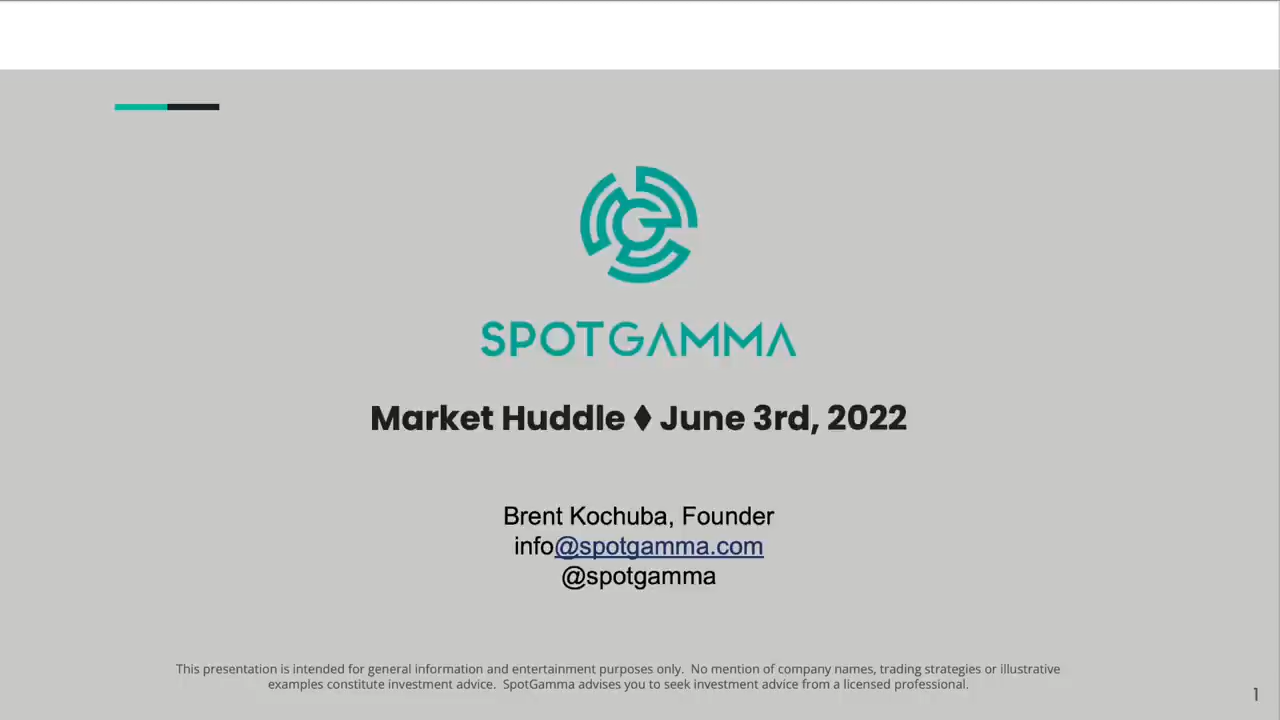 SPOTGAMMA
Market Huddle ♦ June 3rd, 2022
Brent Kochuba, Founder
info@spotgamma.com
@spotgamma
This presentation is intended for general information and entertainment purposes only.  No mention of company names, trading strategies or illustrative
examples constitute investment advice.  SpotGamma advises you to seek investment advice from a licensed professional.
1